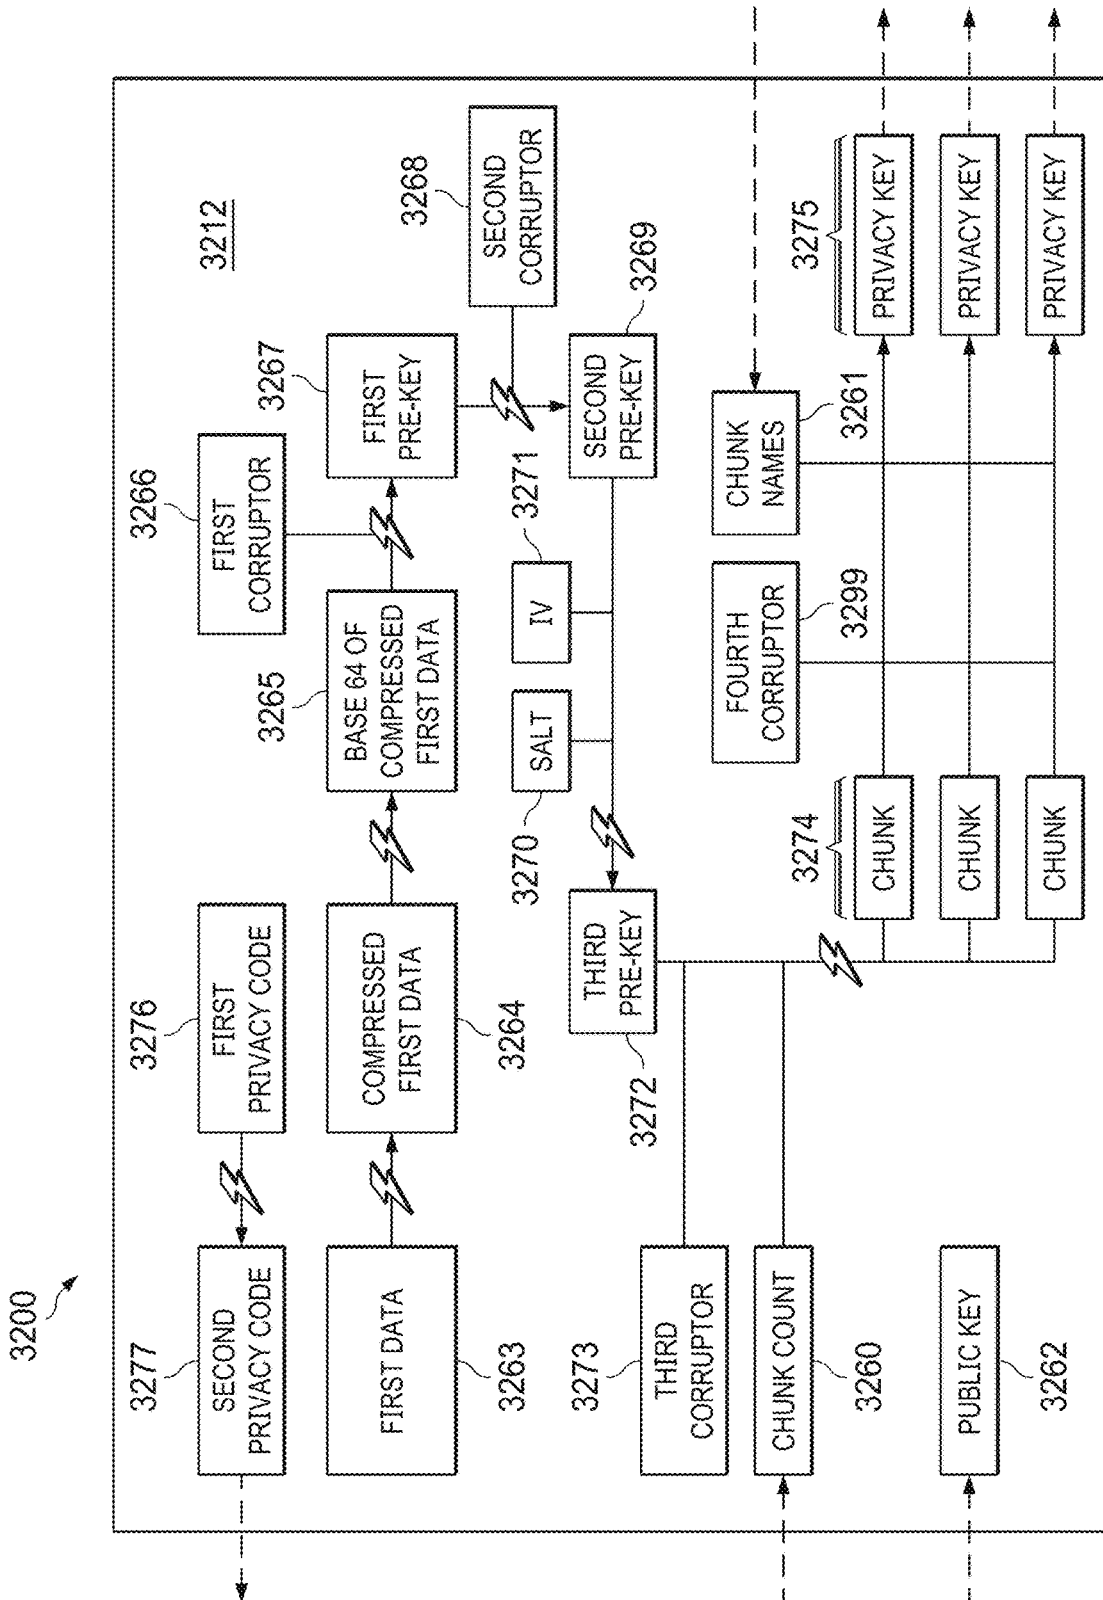 3200
3212
3277
SECOND
PRIVACY CODE
3276
FIRST
PRIVACY CODE
3266
FIRST
CORRUPTOR
FIRST DATA
3263
COMPRESSED
FIRST DATA
3264
3265
BASE 64 OF
COMPRESSED
FIRST DATA
3267
FIRST
PRE-KEY
3268
SECOND
CORRUPTOR
3270
SALT
3271
IV
SECOND
PRE-KEY
3269
THIRD
PRE-KEY
3272
3273
THIRD
CORRUPTOR
CHUNK COUNT
3260
FOURTH
CORRUPTOR
3299
CHUNK
NAMES
3261
PUBLIC KEY
3262
3274
CHUNK
CHUNK
CHUNK
3275
PRIVACY KEY
PRIVACY KEY
PRIVACY KEY